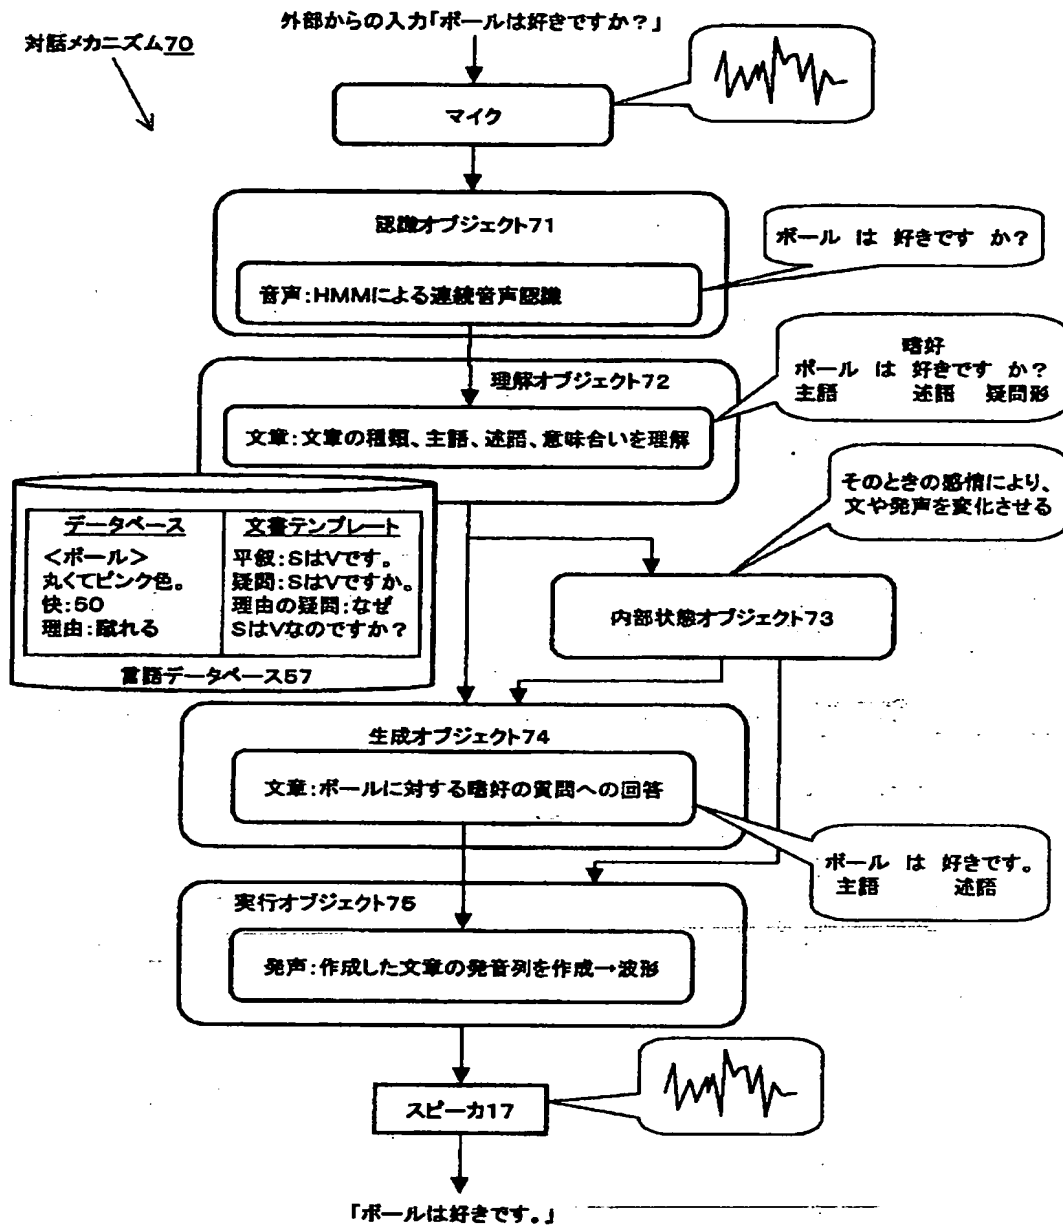 外部からの入力「ボールは好きですか?」
対話メカニズム70
マイク
認識オブジェクト71
ボール は 好きです か?
音声:HMMによる連続音声認識
嗜好
ボール は 好きです か?
主語 述語 疑問形
理解オブジェクト72
文章:文章の種類、主語、述語、意味合いを理解
そのときの感情により、
文や発声を変化させる
データベース
<ボール>
丸くてピンク色。
快:50
理由:蹴れる
文書テンプレート
平叙:SはVです。
疑問:SはVですか。
理由の疑問:なぜ
SはVなのですか?
言語データベース57
内部状態オブジェクト73
生成オブジェクト74
文章:ボールに対する嗜好の質問への回答
ボール は 好きです。
主語 述語
実行オブジェクト75
発声:作成した文章の発音列を作成→波形
スピーカ17
「ボールは好きです。」